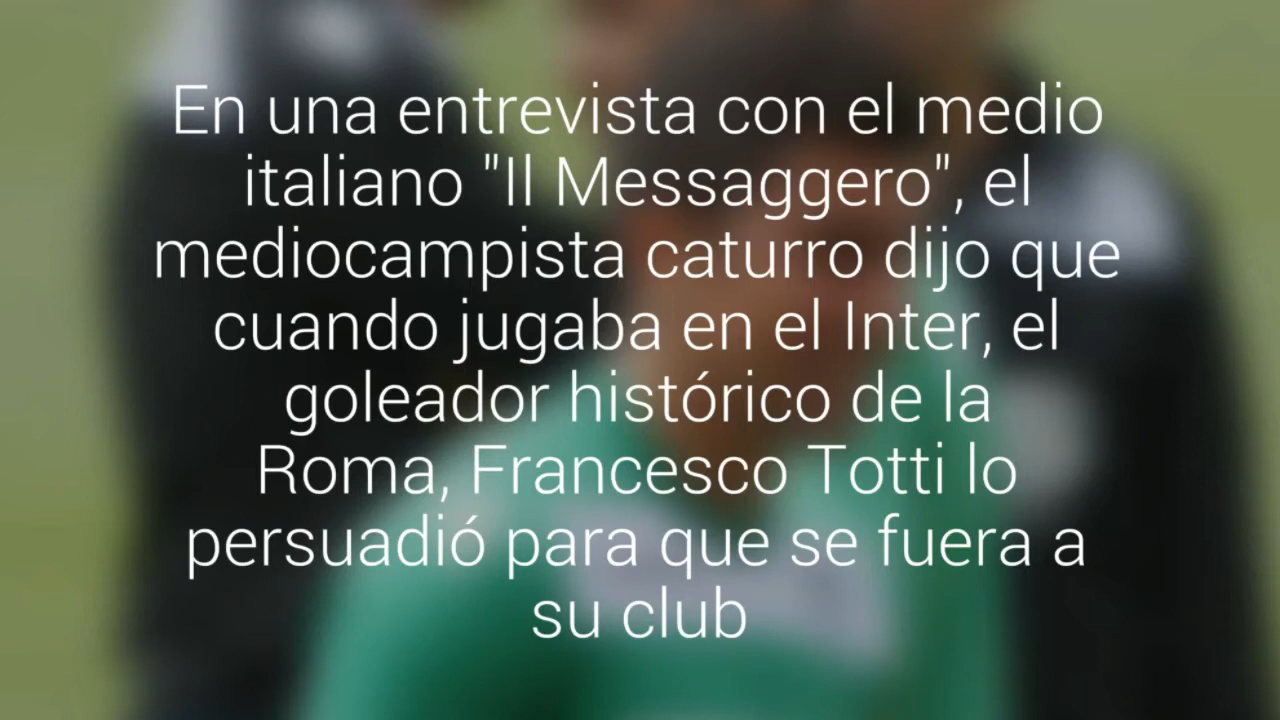 En una entrevista con el medio
italiano "Il Messaggero", el
mediocampista caturro dijo que
cuando jugaba en el Inter, el
goleador histórico de la
Roma, Francesco Totti lo
persuadió para que se fuera a
su club